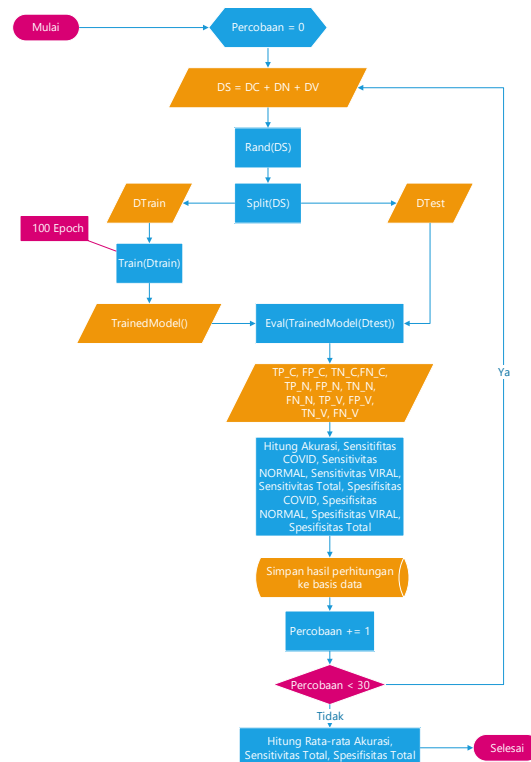 Mulai
Percobaan = 0
DS = DC + DN + DV
Rand(DS)
DTrain
Split(DS)
DTest
100 Epoch
Train(Dtrain)
TrainedModel()
Eval(TrainedModel(Dtest))
TP_C, FP_C, TN_C,FN_C,
TP_N, FP_N, TN_N,
FN_N, TP_V, FP_V,
TN_V, FN_V
Ya
Hitung Akurasi, Sensitifitas
COVID, Sensitivitas
NORMAL, Sensitivitas VIRAL,
Sensitivitas Total, Spesifisitas
COVID, Spesifisitas
NORMAL, Spesifisitas VIRAL,
Spesifisitas Total
Simpan hasil perhitungan
ke basis data
Percobaan += 1
Percobaan < 30
Tidak
Hitung Rata-rata Akurasi,
Sensitivitas Total, Spesifisitas Total
Selesai